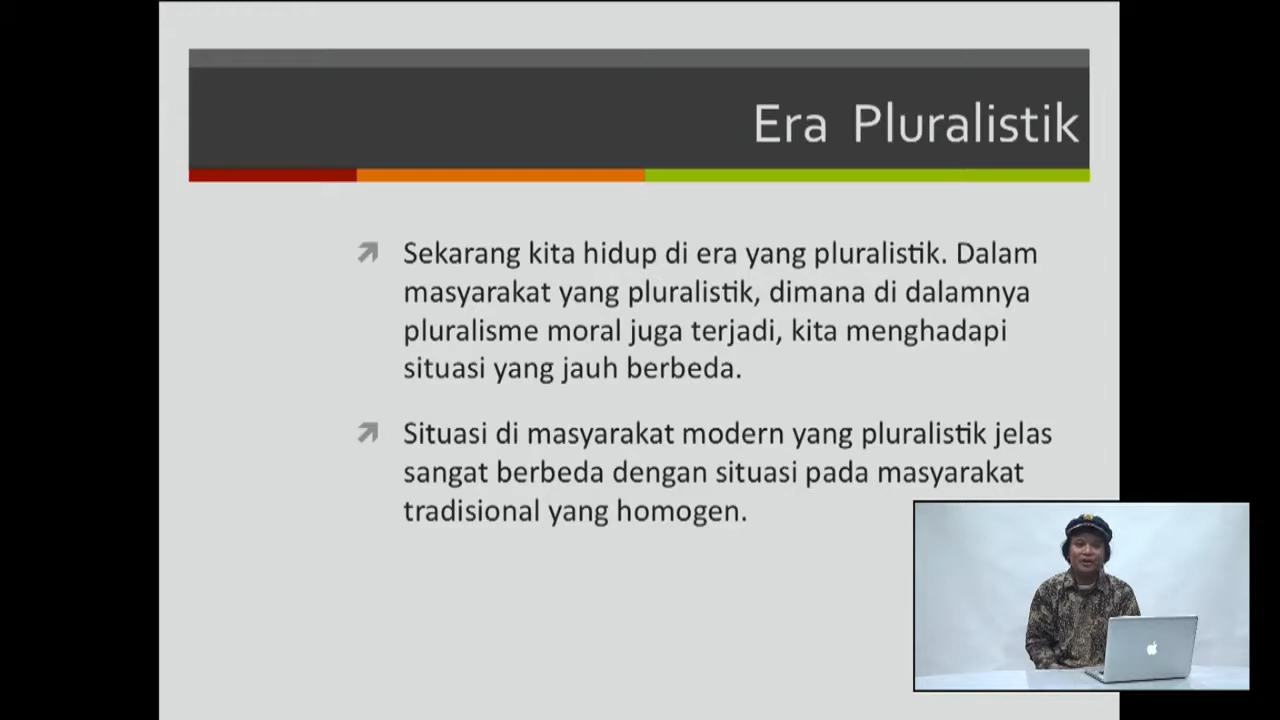 Era Pluralistik
Sekarang kita hidup di era yang pluralistik. Dalam
masyarakat yang pluralistik, dimana di dalamnya
pluralisme moral juga terjadi, kita menghadapi
situasi yang jauh berbeda.
Situasi di masyarakat modern yang pluralistik jelas
sangat berbeda dengan situasi pada masyarakat
tradisional yang homogen.